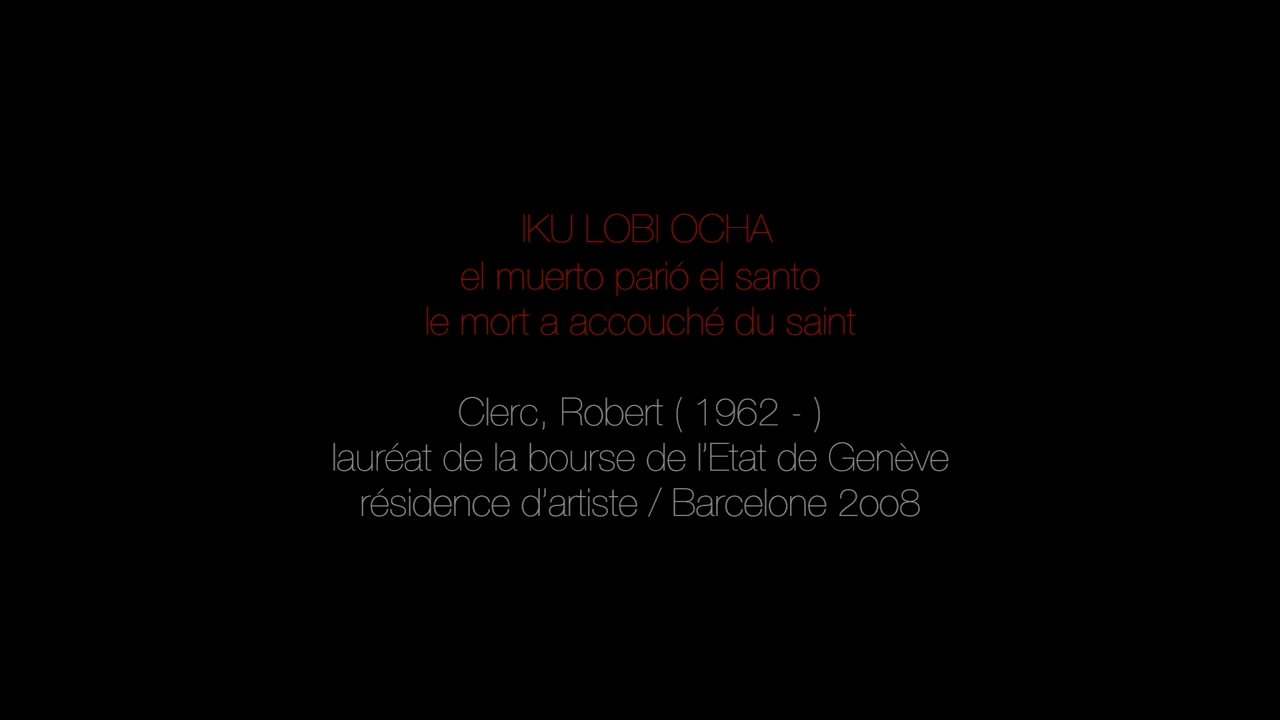 IKU LOBI OCHA
el muerto parió el santo
le mort a accouché du saint
Clerc, Robert ( 1962 - )
lauréat de la bourse de l'Etat de Genève
résidence d'artiste / Barcelone 2oo8